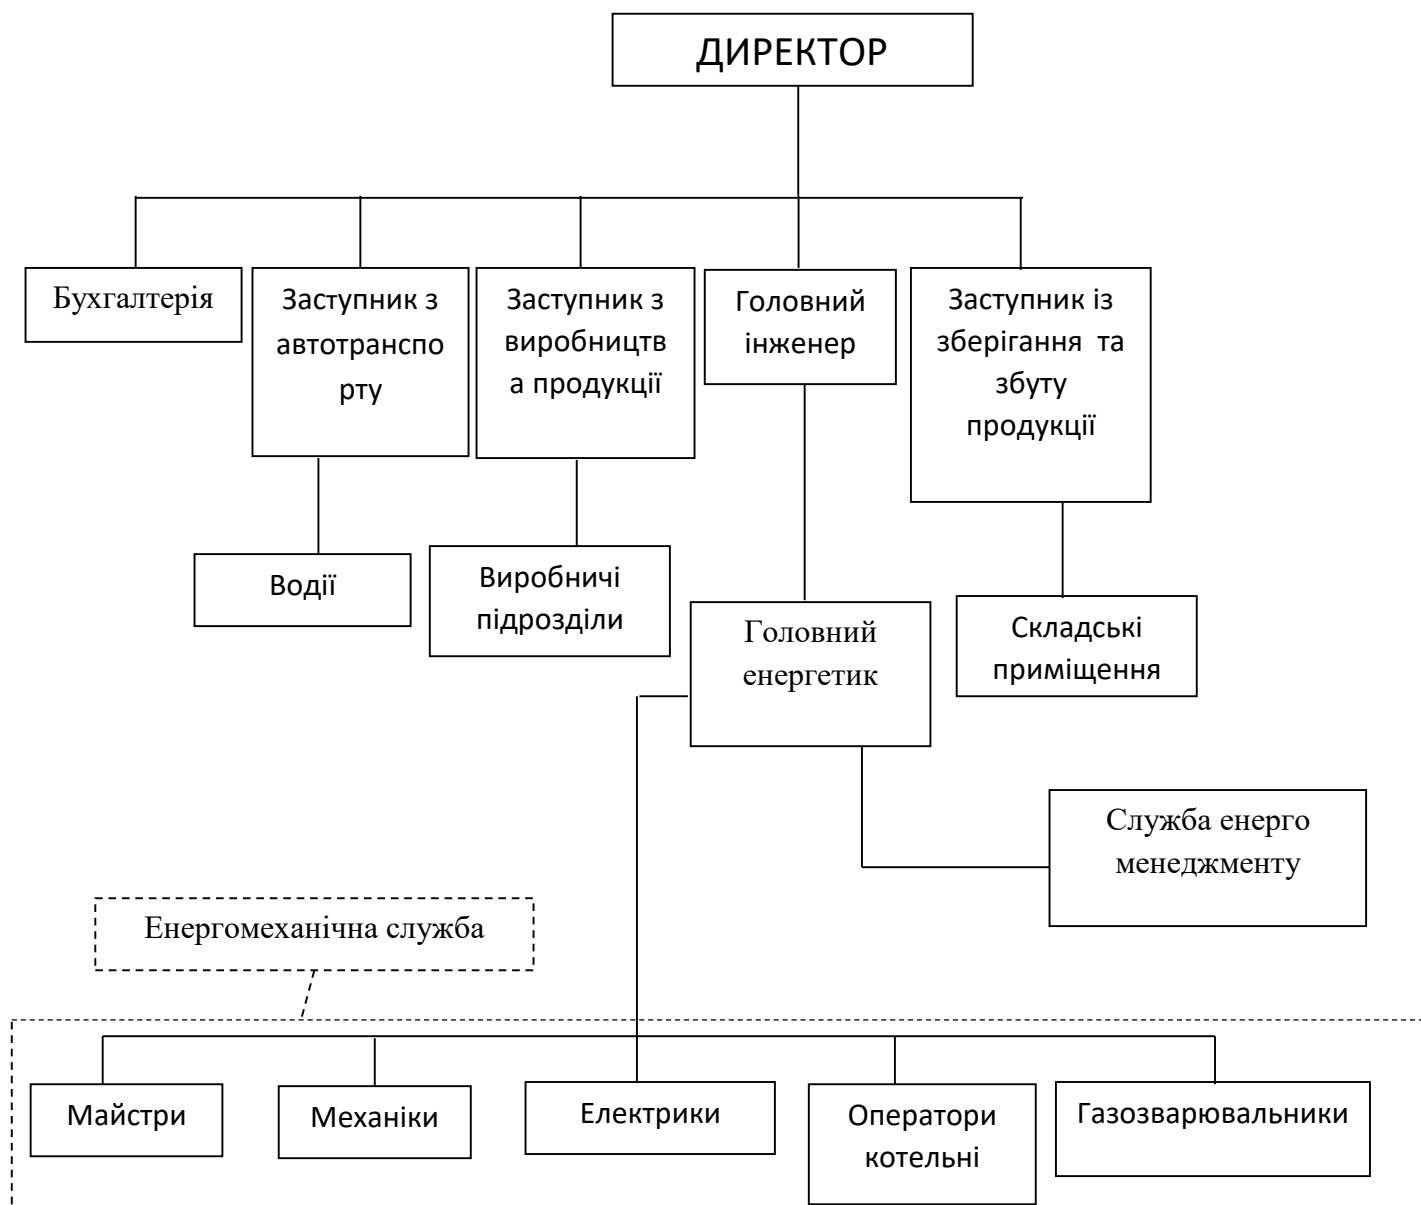 ДИРЕКТОР
Бухгалтерія
Заступник з
автотранспо
рту
Заступник з
виробництв
а продукції
Головний
інженер
Заступник із
зберігання та
збуту
продукції
Водії
Виробничі
підрозділи
Головний
енергетик
Складські
приміщення
Служба енерго
менеджменту
Енергомеханічна служба
Майстри
Механіки
Електрики
Оператори
котельні
Газозварювальники